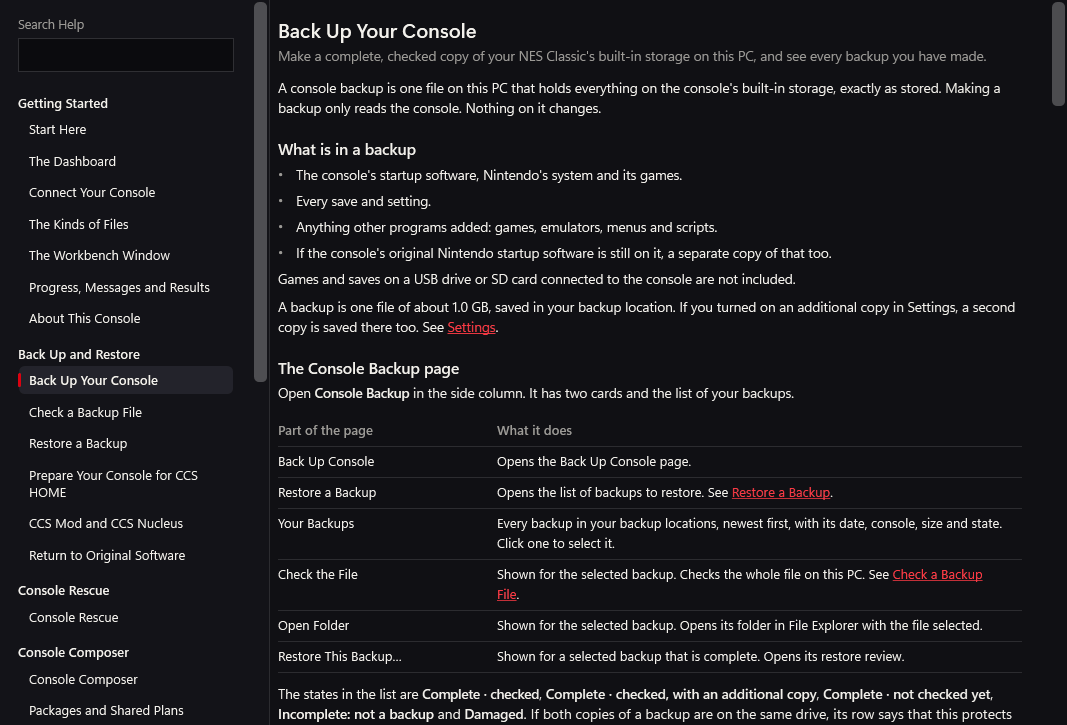 Search Help
Getting Started
Start Here
The Dashboard
Connect Your Console
The Kinds of Files
The Workbench Window
Progress, Messages and Results
About This Console
Back Up and Restore
Back Up Your Console
Check a Backup File
Restore a Backup
Prepare Your Console for CCS
HOME
CCS Mod and CCS Nucleus
Return to Original Software
Console Rescue
Console Rescue
Console Composer
Console Composer
Packages and Shared Plans
Back Up Your Console
Make a complete, checked copy of your NES Classic's built-in storage on this PC, and see every backup you have made.
A console backup is one file on this PC that holds everything on the console's built-in storage, exactly as stored. Making a
backup only reads the console. Nothing on it changes.
What is in a backup
• The console's startup software, Nintendo's system and its games.
• Every save and setting.
• Anything other programs added: games, emulators, menus and scripts.
• If the console's original Nintendo startup software is still on it, a separate copy of that too.
Games and saves on a USB drive or SD card connected to the console are not included.
A backup is one file of about 1.0 GB, saved in your backup location. If you turned on an additional copy in Settings, a second
copy is saved there too. See Settings.
The Console Backup page
Open Console Backup in the side column. It has two cards and the list of your backups.
Part of the page What it does
Back Up Console Opens the Back Up Console page.
Restore a Backup Opens the list of backups to restore. See Restore a Backup.
Your Backups Every backup in your backup locations, newest first, with its date, console, size and state.
Click one to select it.
Check the File Shown for the selected backup. Checks the whole file on this PC. See Check a Backup
File.
Open Folder Shown for the selected backup. Opens its folder in File Explorer with the file selected.
Restore This Backup... Shown for a selected backup that is complete. Opens its restore review.
The states in the list are Complete · checked, Complete · checked, with an additional copy, Complete · not checked yet,
Incomplete: not a backup and Damaged. If both copies of a backup are on the same drive, its row says that this protects